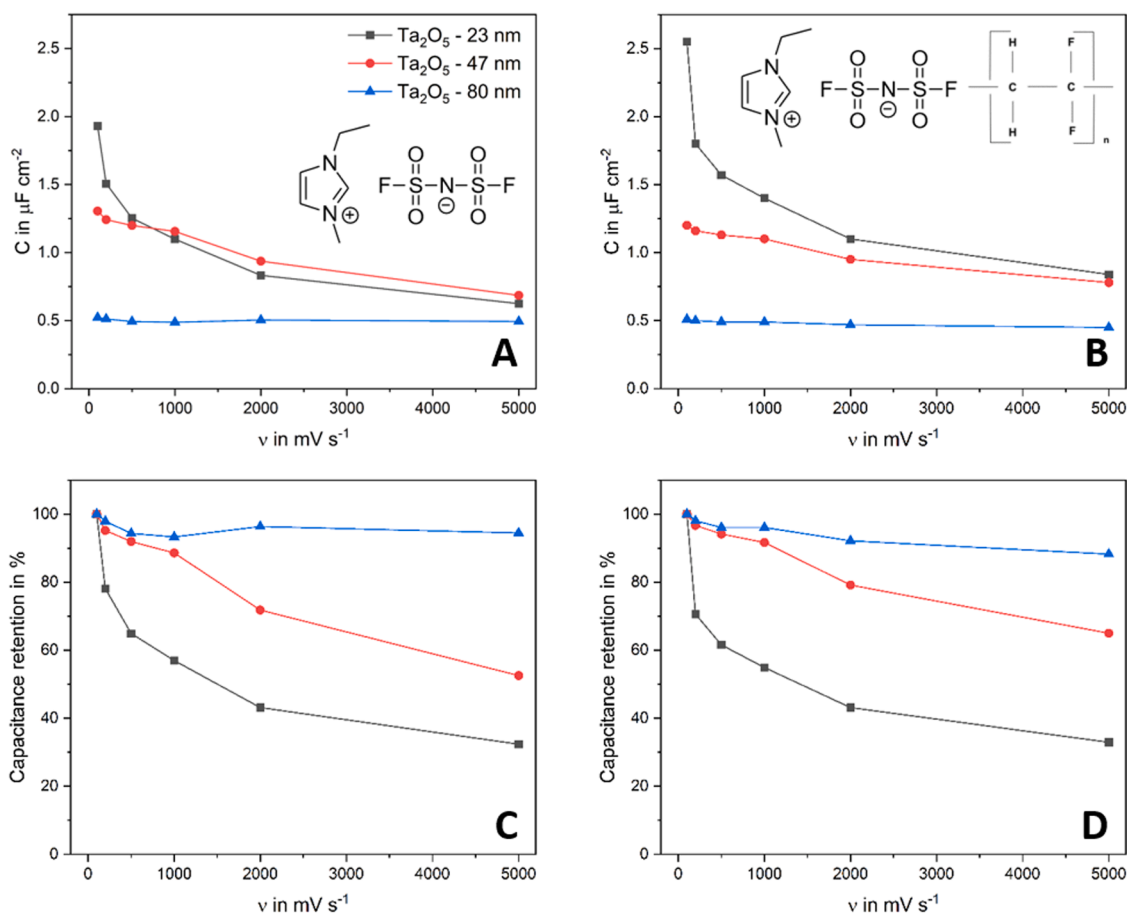 2.5
2.0
1.5
1.0
0.5
0.0
C in μF cm⁻²
Ta₂O₅ - 23 nm
Ta₂O₅ - 47 nm
Ta₂O₅ - 80 nm
N
N
⊕
F S N S F
O O
O O
⊖
A
0 1000 2000 3000 4000 5000
ν in mV s⁻¹
2.5
2.0
1.5
1.0
0.5
0.0
C in μF cm⁻²
N
N
⊕
F S N S F
O O
O O
⊖
H F
C C
H F
n
B
0 1000 2000 3000 4000 5000
ν in mV s⁻¹
100
80
60
40
20
0
Capacitance retention in %
C
0 1000 2000 3000 4000 5000
ν in mV s⁻¹
100
80
60
40
20
0
Capacitance retention in %
D
0 1000 2000 3000 4000 5000
ν in mV s⁻¹